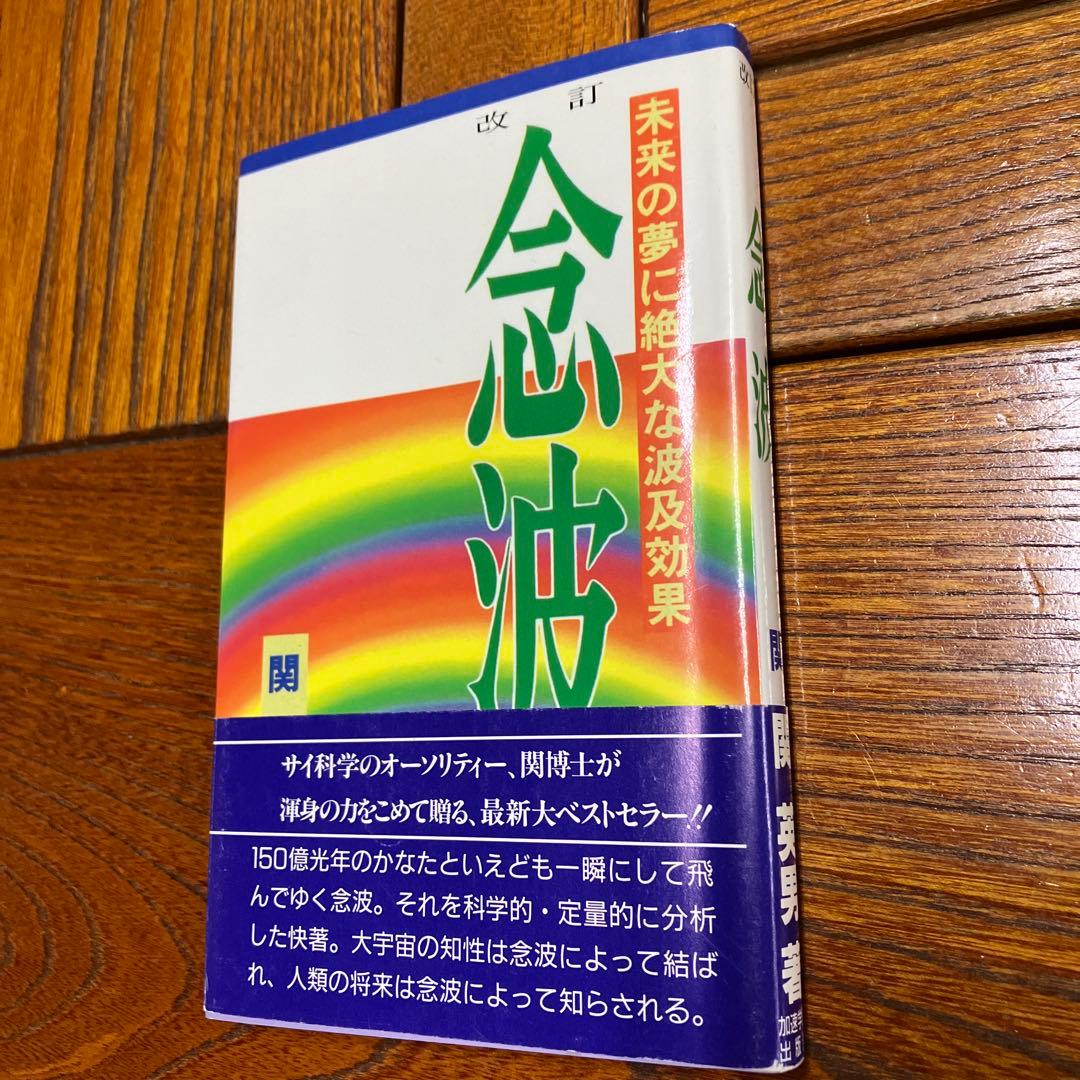 改訂
念波
未来の夢に絶大な波及効果
関
サイ科学のオーソリティー、関博士が
渾身の力をこめて贈る、最新大ベストセラー!!
150億光年のかなたといえども一瞬にして飛
んでゆく念波。それを科学的・定量的に分析
した快著。大宇宙の知性は念波によって結ば
れ、人類の将来は念波によって知らされる。
改
念波
関
関 英男 著
加速学
出版